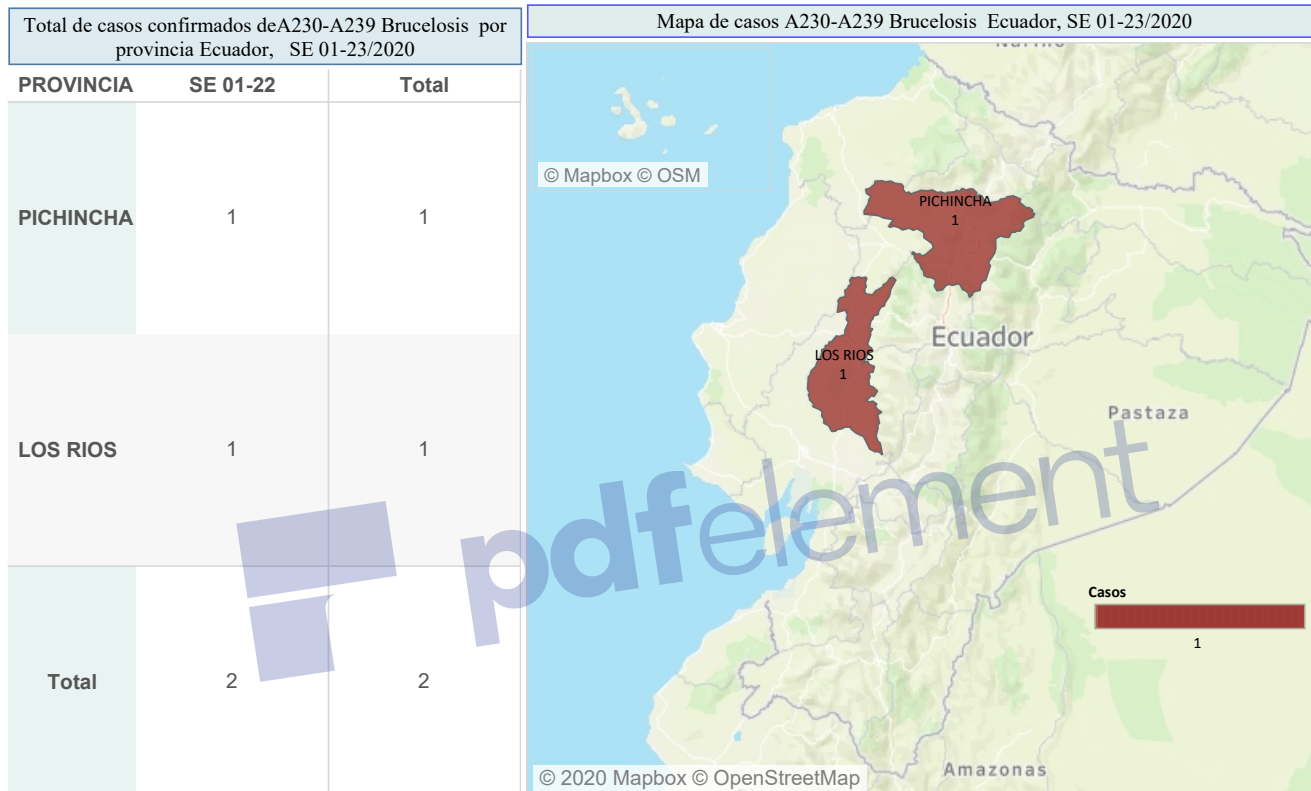 Total de casos confirmados deA230-A239 Brucelosis por
provincia Ecuador, SE 01-23/2020
PROVINCIA SE 01-22 Total
PICHINCHA 1 1
LOS RIOS 1 1
Total 2 2
Mapa de casos A230-A239 Brucelosis Ecuador, SE 01-23/2020
© Mapbox © OSM
PICHINCHA
1
Ecuador
LOS RIOS
1
Pastaza
pdfelement
Casos
1
Amazonas
© 2020 Mapbox © OpenStreetMap